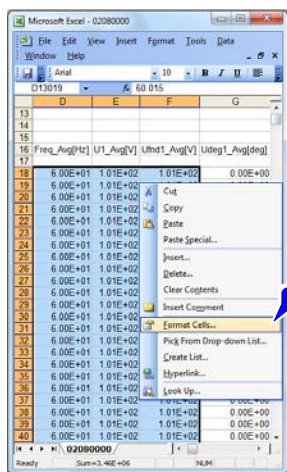 Microsoft Excel - 02080000
File Edit View Insert Format Tools Data
Window Help
Arial 10 B I U
D13019 fx 60.015
D E F G
13
14
15
16 Freq_Avg[Hz] U1_Avg[V] Ufnd1_Avg[V] Udeg1_Avg[deg]
17
18 6.00E+01 1.01E+02 1.01E+02 0.00E+00
19 6.00E+01 1.01E+02
20 6.00E+01 1.01E+02
21 6.00E+01 1.01E+02
22 6.00E+01 1.01E+02
23 6.00E+01 1.01E+02
24 6.00E+01 1.01E+02
25 6.00E+01 1.01E+02
26 6.00E+01 1.01E+02
27 6.00E+01 1.01E+02
28 6.00E+01 1.01E+02
29 6.00E+01 1.01E+02
30 6.00E+01 1.01E+02
31 6.00E+01 1.01E+02
32 6.00E+01 1.01E+02
33 6.00E+01 1.01E+02
34 6.00E+01 1.01E+02
35 6.00E+01 1.01E+02
36 6.00E+01 1.01E+02
37 6.00E+01 1.01E+02 1.01E+02 0.00E+00
38 6.00E+01 1.01E+02 1.01E+02 0.00E+00
39 6.00E+01 1.01E+02 1.01E+02 0.00E+00
40 6.00E+01 1.01E+02 1.01E+02 0.00E+00
Cut
Copy
Paste
Paste Special...
Insert...
Delete...
Clear Contents
Insert Comment
Format Cells...
Pick From Drop-down List...
Create List...
Hyperlink...
Look Up...
02080000
Ready Sum=3.46E+06 NUM